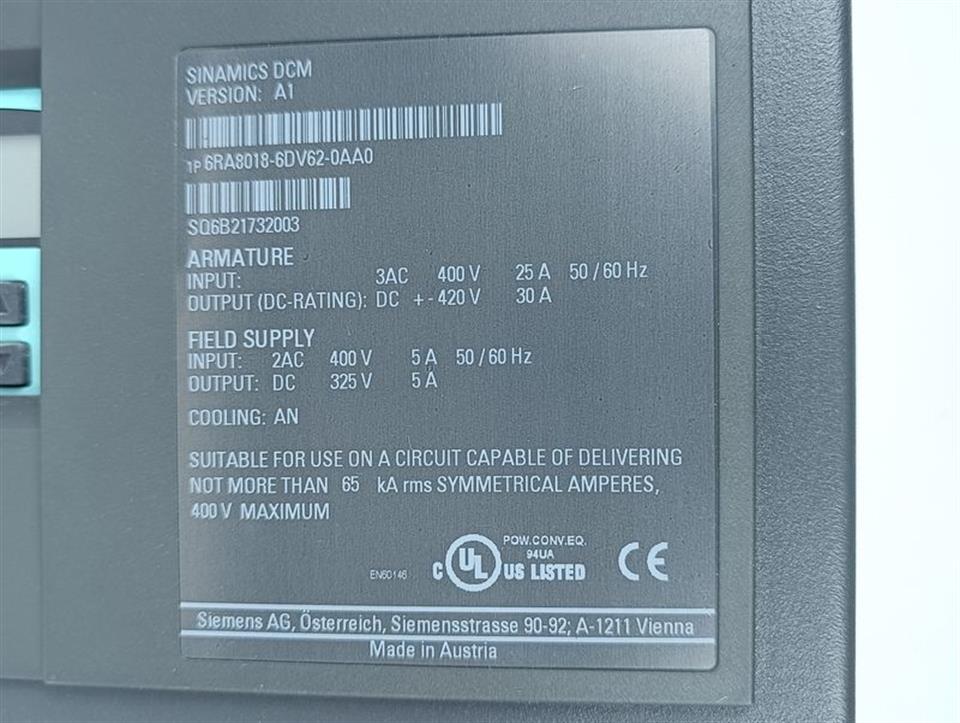 SINAMICS DCM
VERSION: A1
1P 6RA8018-6DV62-0AA0
SQ6B21732003
ARMATURE
INPUT: 3AC 400 V 25 A 50 / 60 Hz
OUTPUT (DC-RATING): DC +-420 V 30 A
FIELD SUPPLY
INPUT: 2AC 400 V 5 A 50 / 60 Hz
OUTPUT: DC 325 V 5 A
COOLING: AN
SUITABLE FOR USE ON A CIRCUIT CAPABLE OF DELIVERING
NOT MORE THAN 65 kA rms SYMMETRICAL AMPERES,
400 V MAXIMUM
POW.CONV.EQ.
94UA
EN60146 C UL US LISTED CE
Siemens AG, Österreich, Siemensstrasse 90-92; A-1211 Vienna
Made in Austria